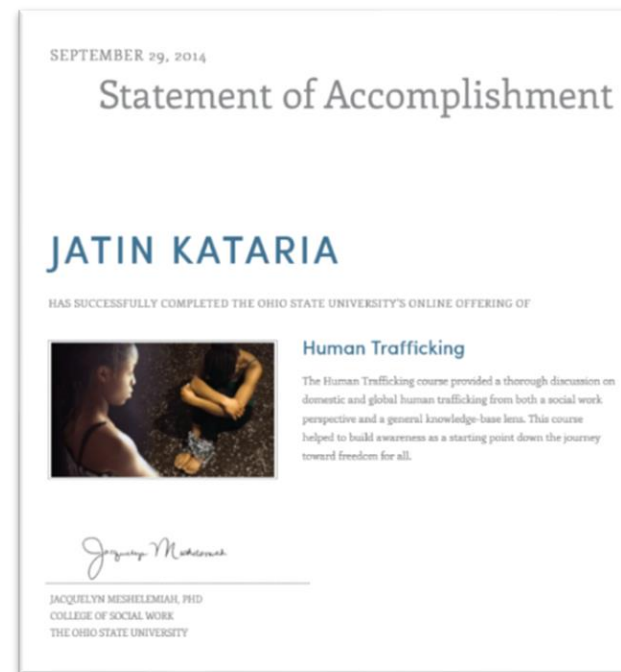 SEPTEMBER 29, 2014
Statement of Accomplishment
JATIN KATARIA
HAS SUCCESSFULLY COMPLETED THE OHIO STATE UNIVERSITY'S ONLINE OFFERING OF
Human Trafficking
The Human Trafficking course provided a thorough discussion on
domestic and global human trafficking from both a social work
perspective and a general knowledge-base lens. This course
helped to build awareness as a starting point down the journey
toward freedom for all.
JACQUELYN MESHELEMIAH, PHD
COLLEGE OF SOCIAL WORK
THE OHIO STATE UNIVERSITY